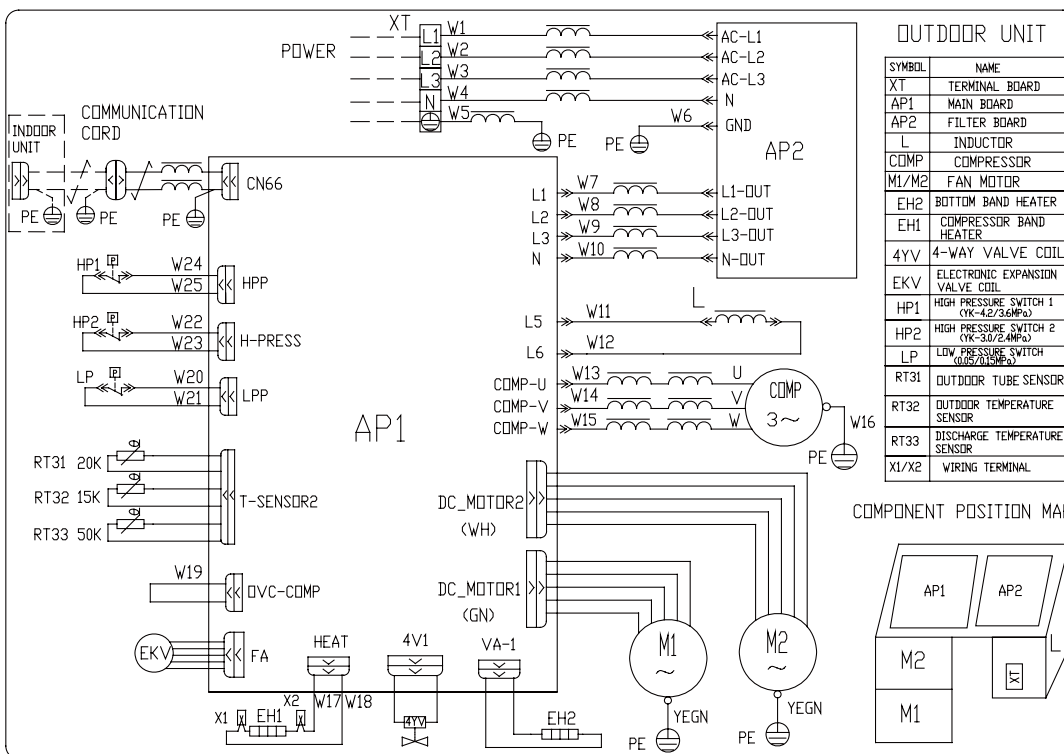 OUTDOOR UNIT
SYMBOL NAME
XT TERMINAL BOARD
AP1 MAIN BOARD
AP2 FILTER BOARD
L INDUCTOR
COMP COMPRESSOR
M1/M2 FAN MOTOR
EH2 BOTTOM BAND HEATER
EH1 COMPRESSOR BAND
HEATER
4YV 4-WAY VALVE COIL
EKV ELECTRONIC EXPANSION
VALVE COIL
HP1 HIGH PRESSURE SWITCH 1
(YK-4.2/3.6MPa)
HP2 HIGH PRESSURE SWITCH 2
(YK-3.0/2.4MPa)
LP LOW PRESSURE SWITCH
(0.05/0.15MPa)
RT31 OUTDOOR TUBE SENSOR
RT32 OUTDOOR TEMPERATURE
SENSOR
RT33 DISCHARGE TEMPERATURE
SENSOR
X1/X2 WIRING TERMINAL
COMPONENT POSITION MA
AP1 AP2
M2
M1
XT
L
POWER
XT
L1 W1 AC-L1
L2 W2 AC-L2
L3 W3 AC-L3
N W4 N
W5 PE
PE W6 GND
AP2
COMMUNICATION
CORD
INDOOR
UNIT
PE PE PE
CN66
L1 W7 L1-OUT
L2 W8 L2-OUT
L3 W9 L3-OUT
N W10 N-OUT
HP1 P W24
W25 HPP
HP2 P W22
W23 H-PRESS
LP P W20
W21 LPP
L5 W11 L
L6 W12
COMP-U W13 U
COMP-V W14 V
COMP-W W15 W
COMP
3~
W16
PE
AP1
RT31 20K θ
RT32 15K θ
RT33 50K θ
T-SENSOR2
DC_MOTOR2
(WH)
DC_MOTOR1
(GN)
W19 OVC-COMP
EKV FA
HEAT
X1 EH1 X2 W17 W18
4V1
4YV
VA-1
EH2
M1
~
YEGN
PE
M2
~
YEGN
PE